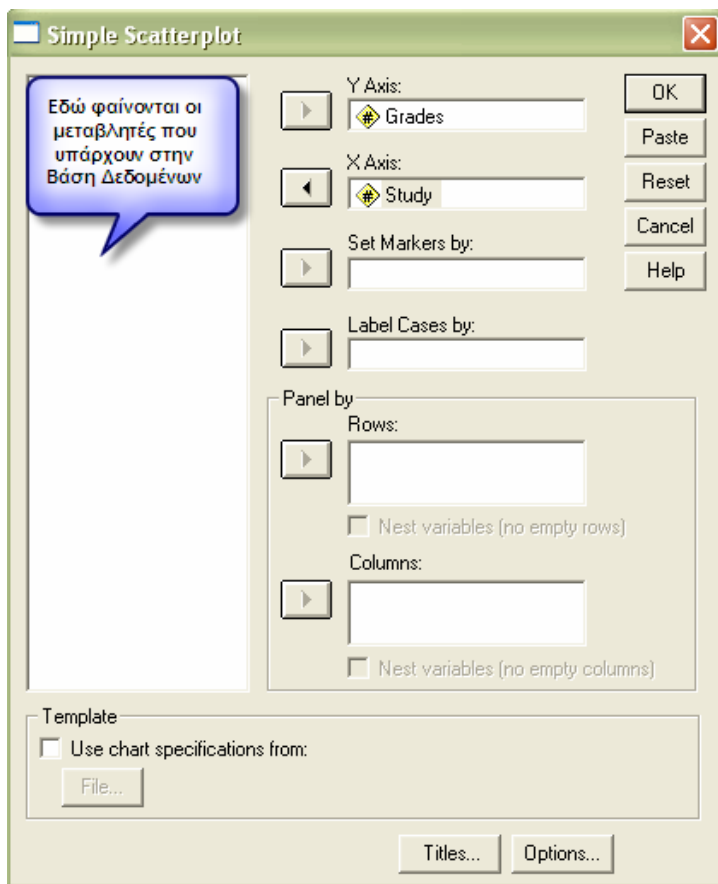 Simple Scatterplot
Εδώ φαίνονται οι
μεταβλητές που
υπάρχουν στην
Βάση Δεδομένων
Y Axis:
# Grades
X Axis:
# Study
Set Markers by:
Label Cases by:
Panel by
Rows:
Nest variables (no empty rows)
Columns:
Nest variables (no empty columns)
OK
Paste
Reset
Cancel
Help
Template
Use chart specifications from:
File...
Titles...
Options...